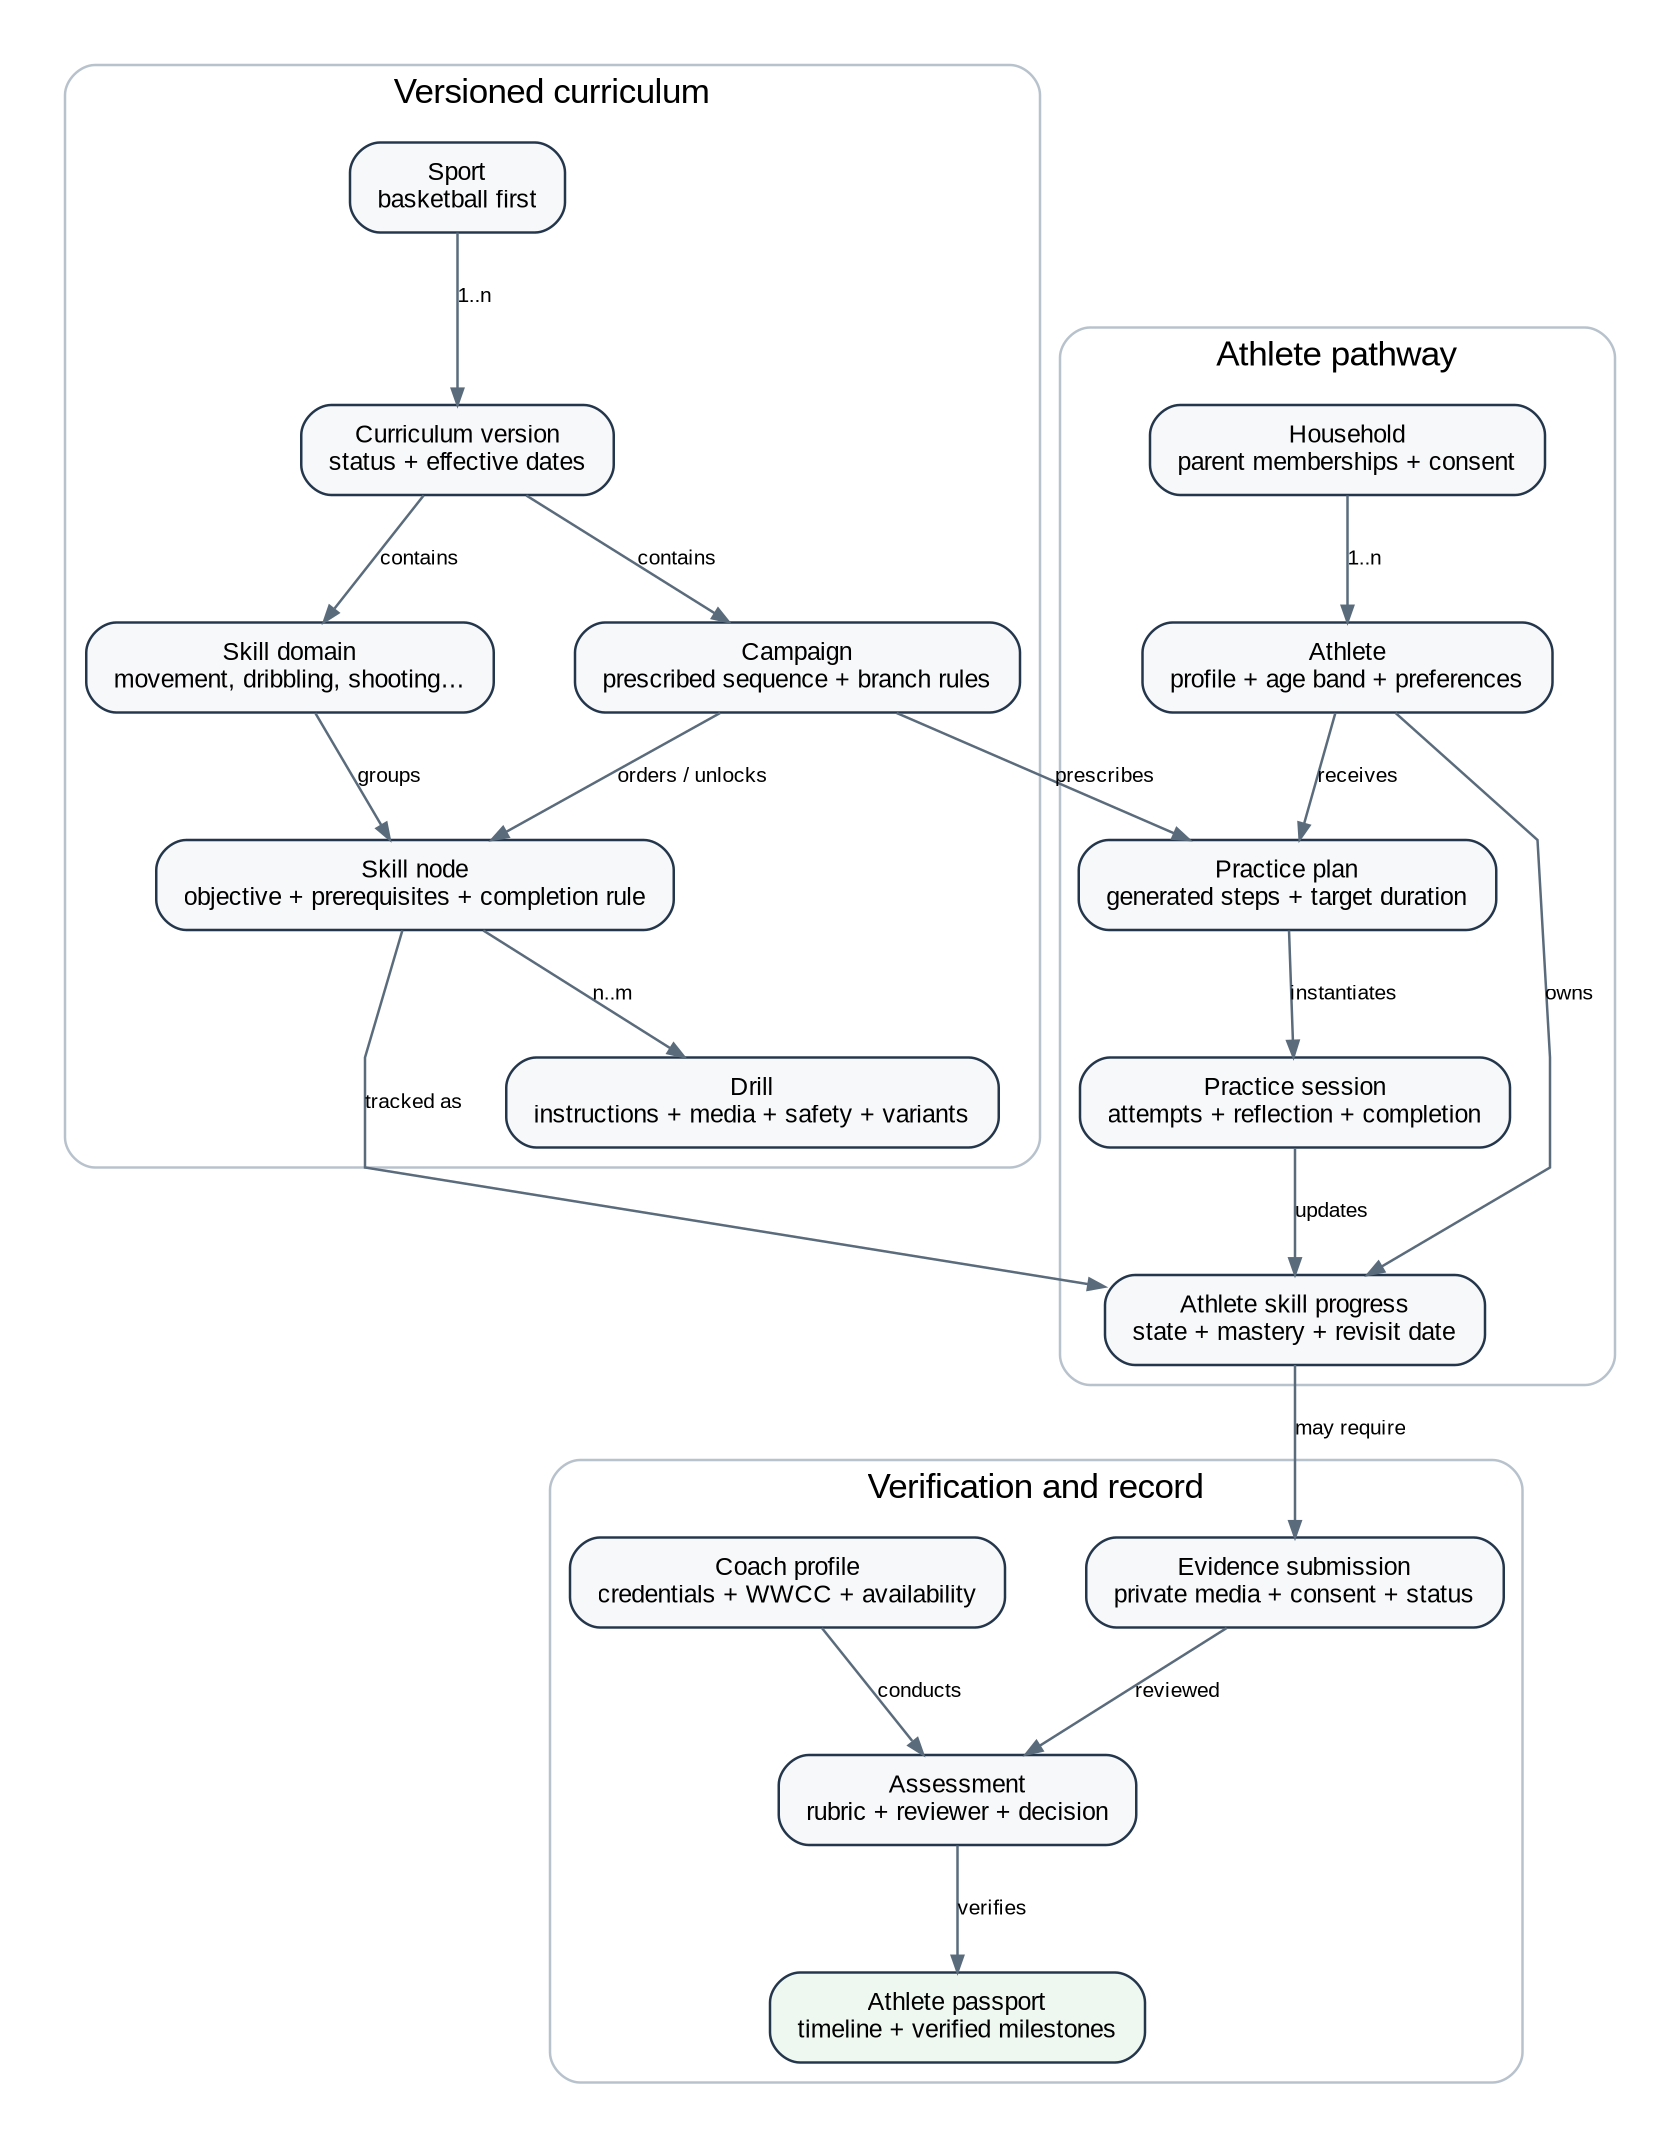 Versioned curriculum
Sport
basketball first
1..n
Athlete pathway
Curriculum version
status + effective dates
Household
parent memberships + consent
contains
contains
1..n
Skill domain
movement, dribbling, shooting...
Campaign
prescribed sequence + branch rules
Athlete
profile + age band + preferences
groups
orders / unlocks
prescribes
receives
Skill node
objective + prerequisites + completion rule
Practice plan
generated steps + target duration
n..m
instantiates
owns
tracked as
Drill
instructions + media + safety + variants
Practice session
attempts + reflection + completion
updates
Athlete skill progress
state + mastery + revisit date
may require
Verification and record
Coach profile
credentials + WWCC + availability
Evidence submission
private media + consent + status
conducts
reviewed
Assessment
rubric + reviewer + decision
verifies
Athlete passport
timeline + verified milestones